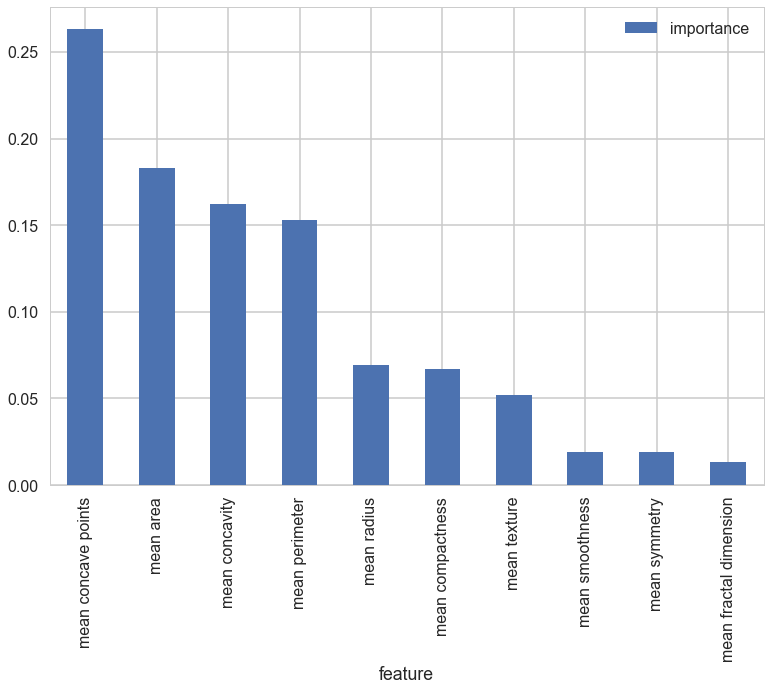 importance
0.25
0.20
0.15
0.10
0.05
0.00
mean concave points
mean area
mean concavity
mean perimeter
mean radius
mean compactness
mean texture
mean smoothness
mean symmetry
mean fractal dimension
feature